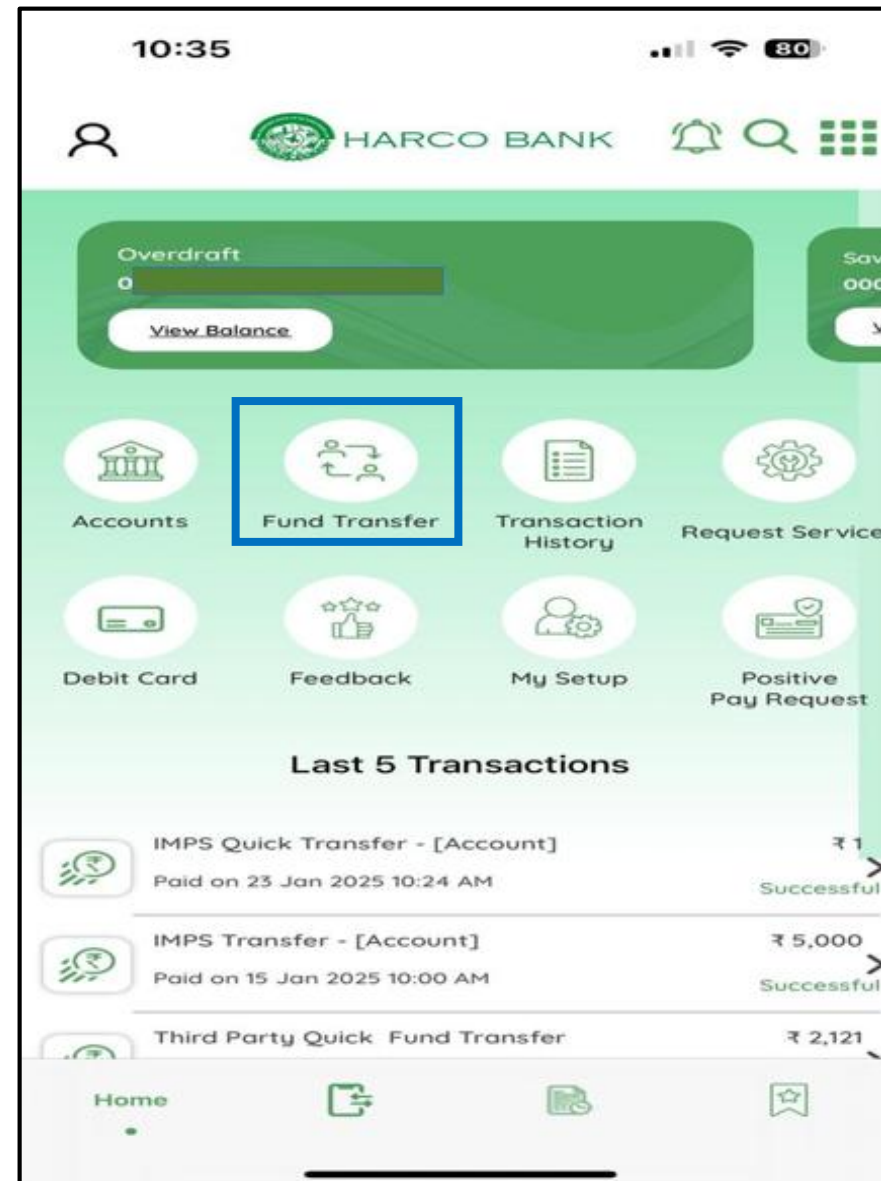 10:35
80
HARCO BANK
Overdraft
0
View Balance
Sav
000
Accounts
Fund Transfer
Transaction
History
Request Service
Debit Card
Feedback
My Setup
Positive
Pay Request
Last 5 Transactions
IMPS Quick Transfer - [Account]
₹ 1
Paid on 23 Jan 2025 10:24 AM
Successful
IMPS Transfer - [Account]
₹ 5,000
Paid on 15 Jan 2025 10:00 AM
Successful
Third Party Quick Fund Transfer
₹ 2,121
Home